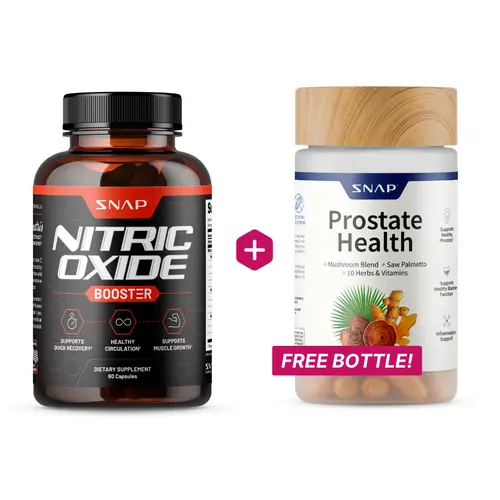 SNAP
NITRIC
OXIDE
BOOSTER
SUPPORTS
QUICK RECOVERY†
HEALTHY
CIRCULATION†
SUPPORTS
MUSCLE GROWTH†
DIETARY SUPPLEMENT
60 Capsules
+
SNAP
Prostate
Health
+ Mushroom Blend + Saw Palmetto
+ 10 Herbs & Vitamins
Supports
Healthy
Prostate
Supports
Healthy Bladder
Function
Inflammation
Support
FREE BOTTLE!